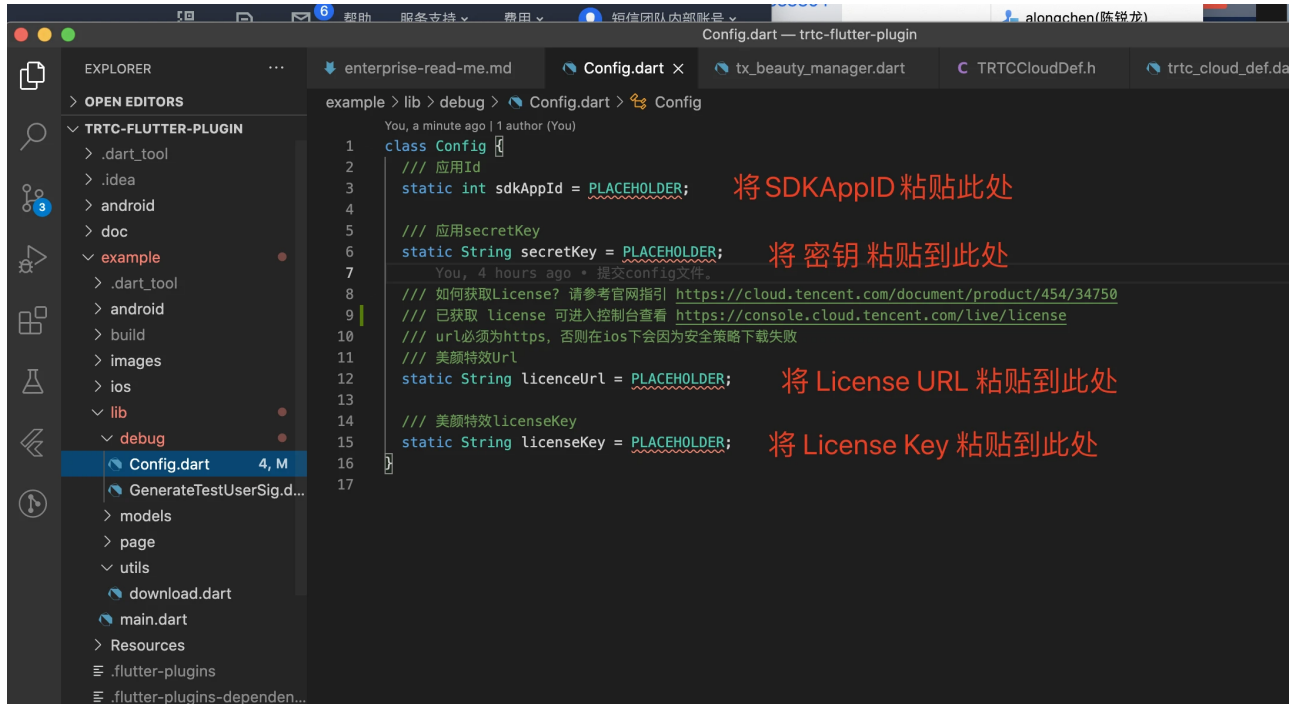 6 帮助 服务支持 费用 短信团队内部账号
alongchen(陈锐龙)
Config.dart — trtc-flutter-plugin
EXPLORER ...
enterprise-read-me.md Config.dart tx_beauty_manager.dart C TRTCCloudDef.h trtc_cloud_def.da
OPEN EDITORS
example > lib > debug > Config.dart > Config
TRTC-FLUTTER-PLUGIN
.dart_tool
.idea
android
doc
example
.dart_tool
android
build
images
ios
lib
debug
Config.dart 4, M
GenerateTestUserSig.d...
models
page
utils
download.dart
main.dart
Resources
.flutter-plugins
.flutter-plugins-dependen...
3
You, a minute ago | 1 author (You)
1 class Config {
2 /// 应用Id
3 static int sdkAppId = PLACEHOLDER; 将SDKAppID粘贴此处
4
5 /// 应用secretKey
6 static String secretKey = PLACEHOLDER; 将 密钥 粘贴到此处
7 You, 4 hours ago • 提交config文件。
8 /// 如何获取License? 请参考官网指引 https://cloud.tencent.com/document/product/454/34750
9 /// 已获取 license 可进入控制台查看 https://console.cloud.tencent.com/live/license
10 /// url必须为https，否则在ios下会因为安全策略下载失败
11 /// 美颜特效Url
12 static String licenceUrl = PLACEHOLDER; 将 License URL 粘贴到此处
13
14 /// 美颜特效licenseKey
15 static String licenseKey = PLACEHOLDER; 将 License Key 粘贴到此处
16 }
17